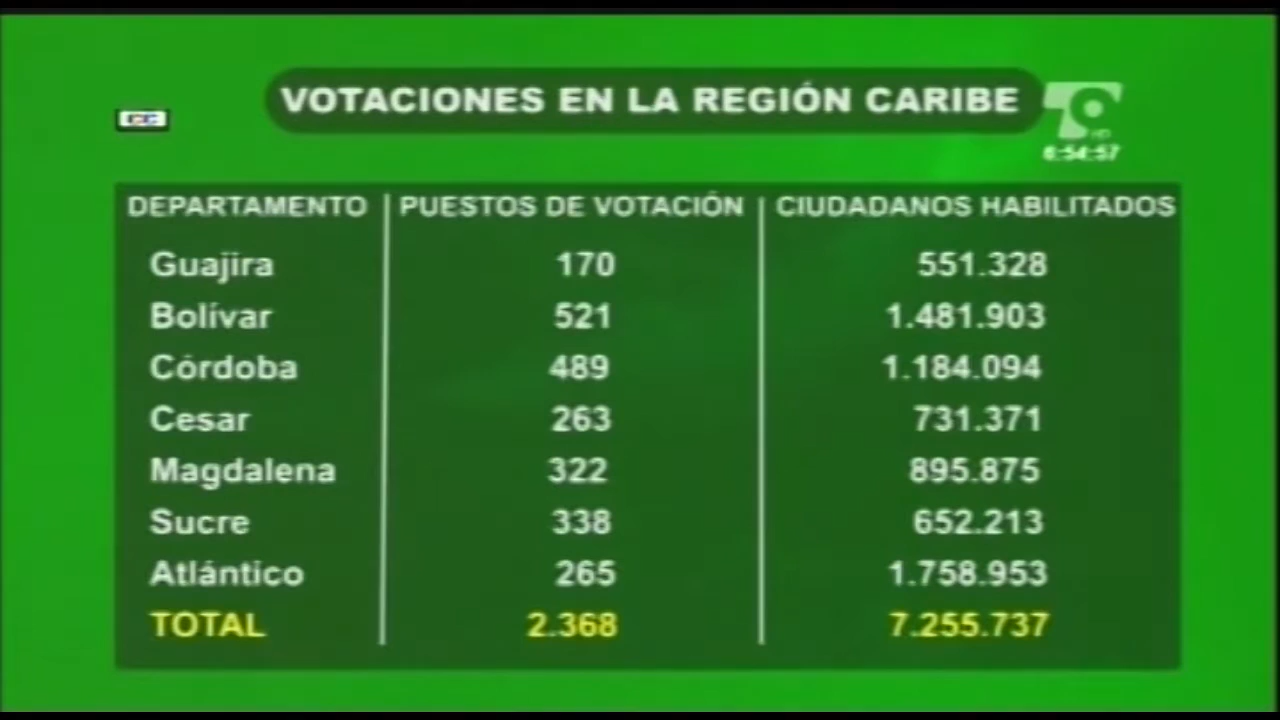 VOTACIONES EN LA REGIÓN CARIBE
CC
6:54:57
DEPARTAMENTO PUESTOS DE VOTACIÓN CIUDADANOS HABILITADOS
Guajira 170 551.328
Bolívar 521 1.481.903
Córdoba 489 1.184.094
Cesar 263 731.371
Magdalena 322 895.875
Sucre 338 652.213
Atlántico 265 1.758.953
TOTAL 2.368 7.255.737